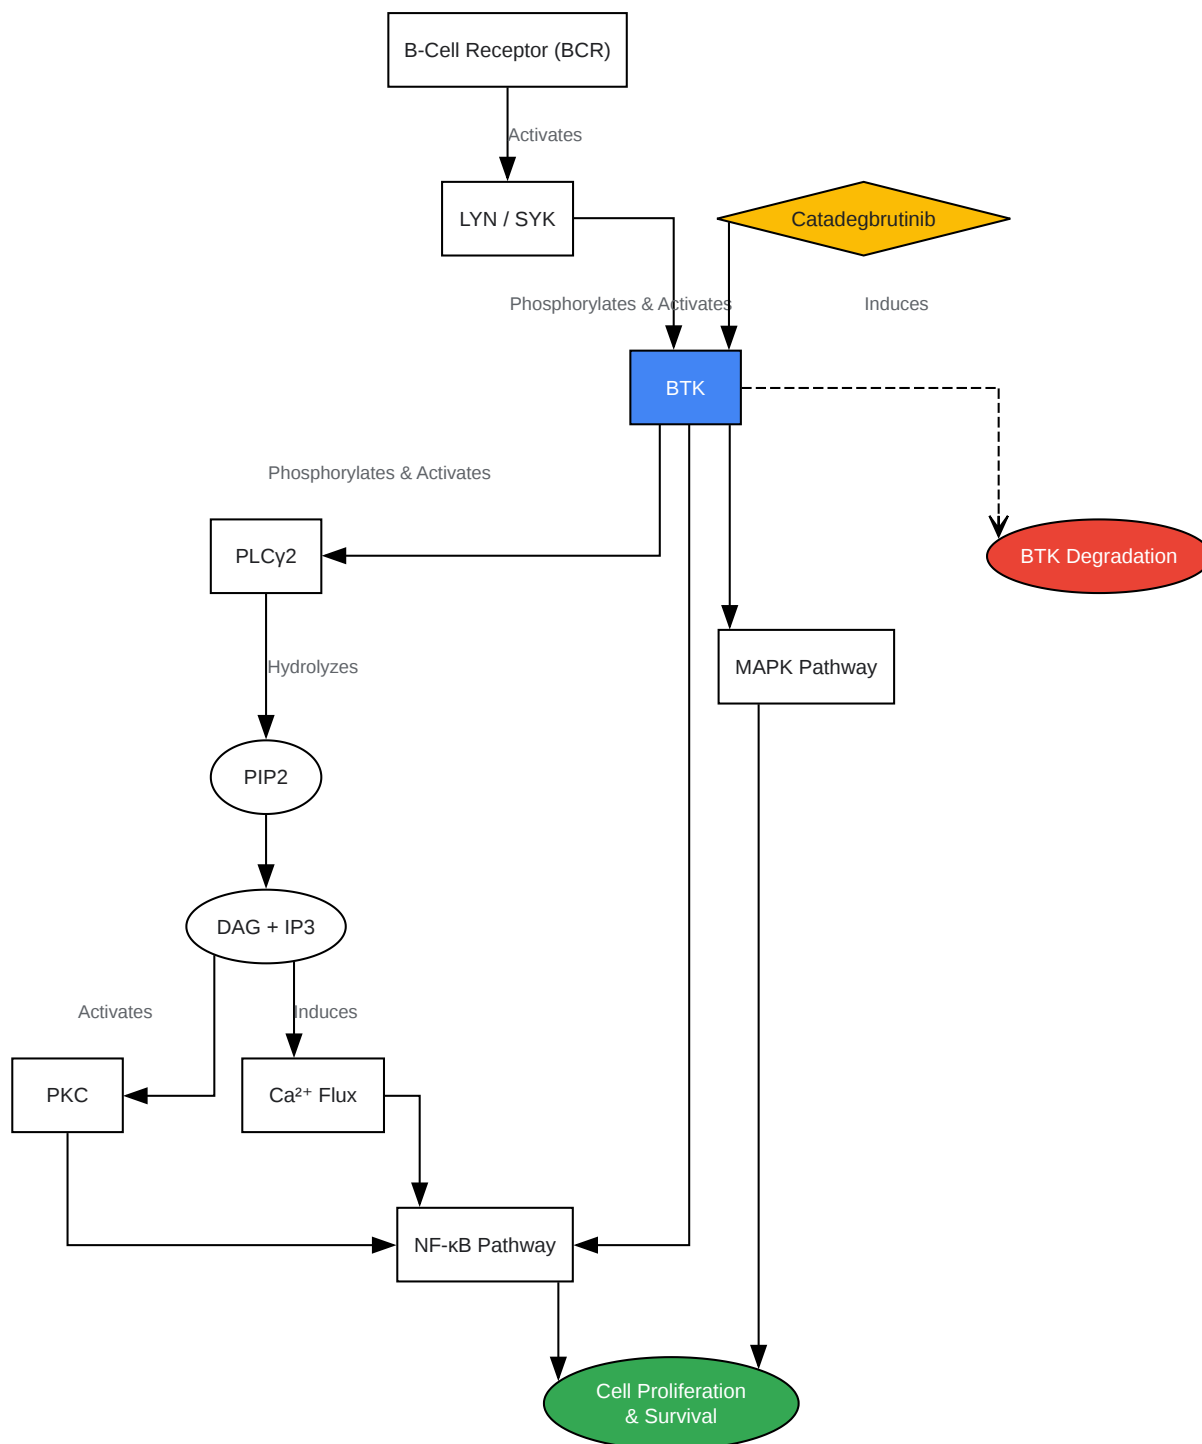 B-Cell Receptor (BCR)
Activates
LYN / SYK
Catadegbrutinib
Phosphorylates & Activates
Induces
BTK
Phosphorylates & Activates
PLCγ2
BTK Degradation
Hydrolyzes
MAPK Pathway
PIP2
DAG + IP3
Activates
Induces
PKC
Ca²⁺ Flux
NF-κB Pathway
Cell Proliferation
& Survival